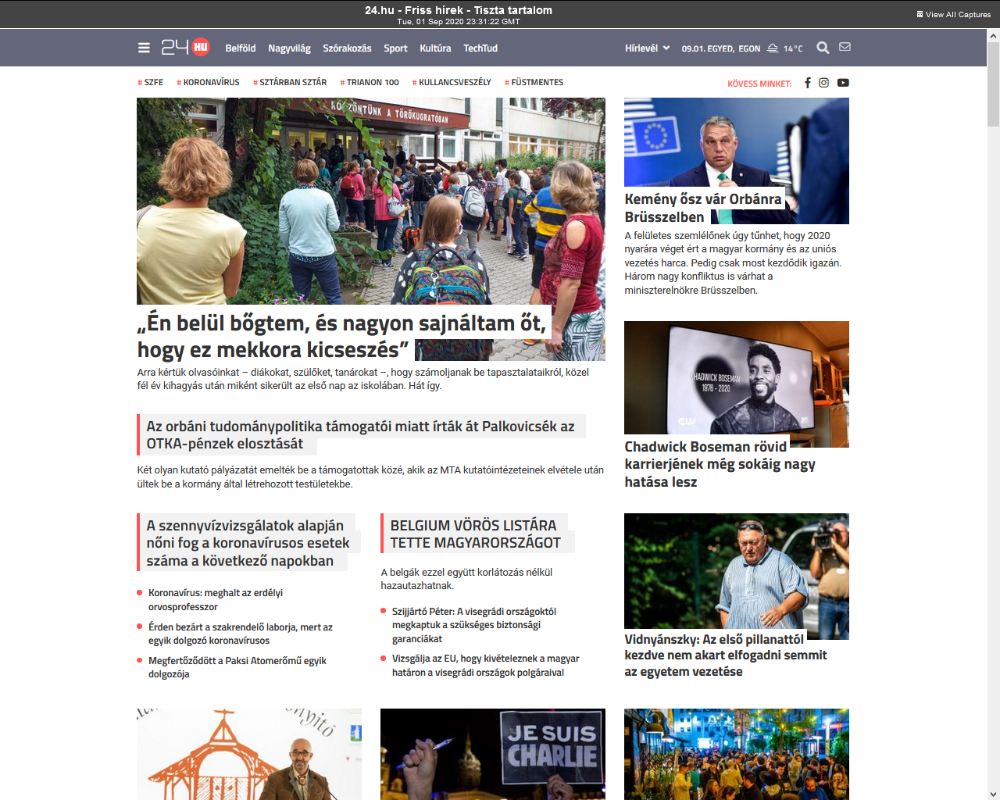 24.hu - Friss hírek - Tiszta tartalom
Tue, 01 Sep 2020 23:31:22 GMT
View All Captures
24 HU
Belföld
Nagyvilág
Szórakozás
Sport
Kultúra
TechTud
Hírlevél
09.01. EGYED, EGON
14°C
# SZFE
# KORONAVÍRUS
# SZTÁRBAN SZTÁR
# TRIANON 100
# KULLANCSVESZÉLY
# FÜSTMENTES
KÖVESS MINKET:
KÖSZÖNTÜNK A TÖRÖKUGRATÓBAN
„Én belül bőgtem, és nagyon sajnáltam őt,
hogy ez mekkora kicseszés”
Arra kértük olvasóinkat – diákokat, szülőket, tanárokat –, hogy számoljanak be tapasztalataikról, közel
fél év kihagyás után miként sikerült az első nap az iskolában. Hát így.
Az orbáni tudománypolitika támogatói miatt írták át Palkovicsék az
OTKA-pénzek elosztását
Két olyan kutató pályázatát emelték be a támogatottak közé, akik az MTA kutatóintézeteinek elvétele után
ültek be a kormány által létrehozott testületekbe.
A szennyvízvizsgálatok alapján
nőni fog a koronavírusos esetek
száma a következő napokban
Koronavírus: meghalt az erdélyi
orvosprofesszor
Érden bezárt a szakrendelő laborja, mert az
egyik dolgozó koronavírusos
Megfertőződött a Paksi Atomerőmű egyik
dolgozója
BELGIUM VÖRÖS LISTÁRA
TETTE MAGYARORSZÁGOT
A belgák ezzel együtt korlátozás nélkül
hazautazhatnak.
Szijjártó Péter: A visegrádi országoktól
megkaptuk a szükséges biztonsági
garanciákat
Vizsgálja az EU, hogy kivételeznek a magyar
határon a visegrádi országok polgáraival
Kemény ősz vár Orbánra
Brüsszelben
A felületes szemlélőnek úgy tűnhet, hogy 2020
nyarára véget ért a magyar kormány és az uniós
vezetés harca. Pedig csak most kezdődik igazán.
Három nagy konfliktus is várhat a
miniszterelnökre Brüsszelben.
CHADWICK BOSEMAN
1976 - 2020
CW
Chadwick Boseman rövid
karrierjének még sokáig nagy
hatása lesz
Vidnyánszky: Az első pillanattól
kezdve nem akart elfogadni semmit
az egyetem vezetése
JE SUIS
CHARLIE